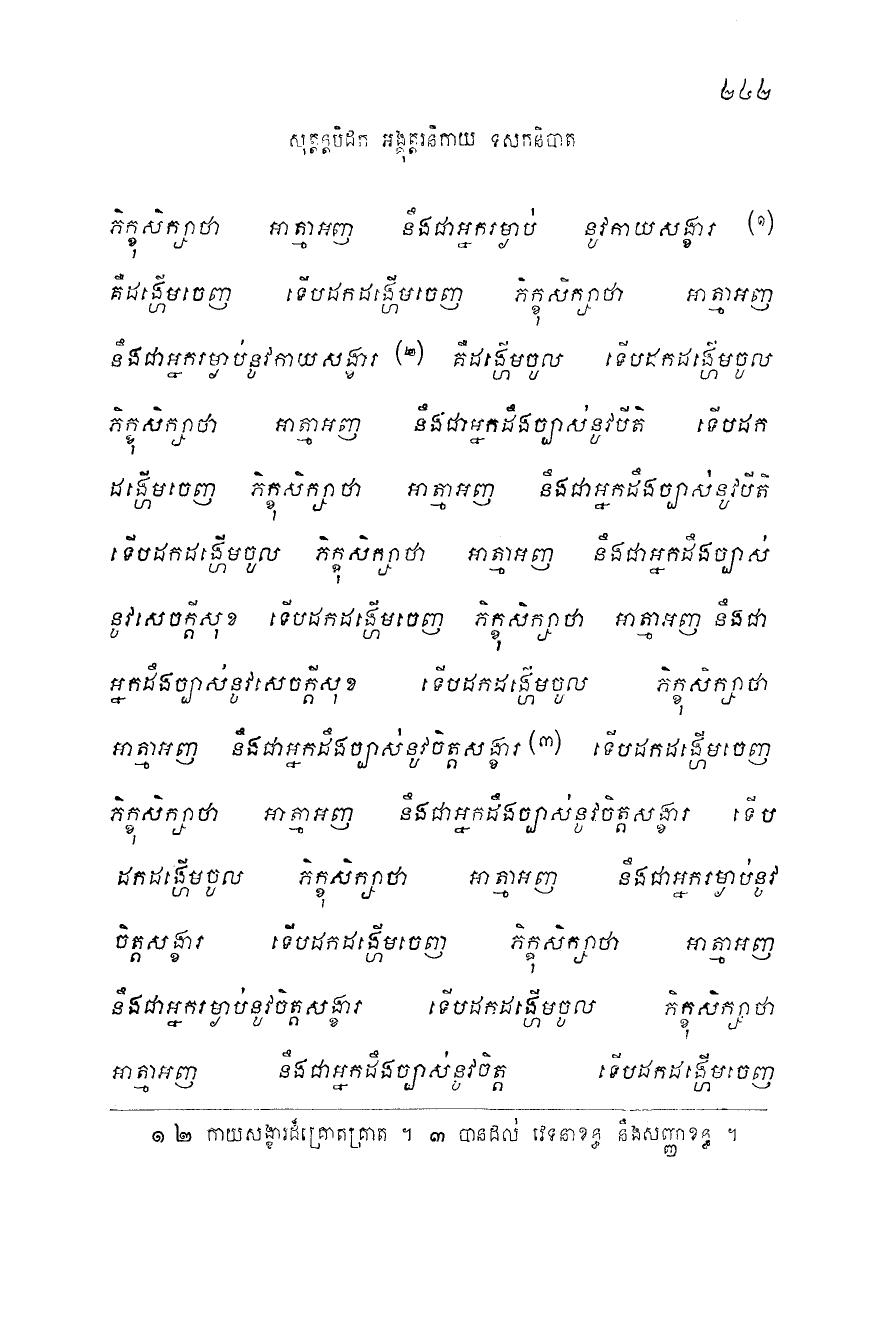 ២៤២
សុត្តន្តបិដក អង្គុត្តរនិកាយ ទសកនិបាត
ភិក្ខុសិក្សាថា អាត្មាអញ នឹងជាអ្នករម្ងាប់ នូវកាយសង្ខារ (១)
គឺដង្ហើមចេញ ទើបដកដង្ហើមចេញ ភិក្ខុសិក្សាថា អាត្មាអញ
នឹងជាអ្នករម្ងាប់នូវកាយសង្ខារ (២) គឺដង្ហើមចូល ទើបដកដង្ហើមចូល
ភិក្ខុសិក្សាថា អាត្មាអញ នឹងជាអ្នកដឹងច្បាស់នូវបីតិ ទើបដក
ដង្ហើមចេញ ភិក្ខុសិក្សាថា អាត្មាអញ នឹងជាអ្នកដឹងច្បាស់នូវបីតិ
ទើបដកដង្ហើមចូល ភិក្ខុសិក្សាថា អាត្មាអញ នឹងជាអ្នកដឹងច្បាស់
នូវសេចក្តីសុខ ទើបដកដង្ហើមចេញ ភិក្ខុសិក្សាថា អាត្មាអញ នឹងជា
អ្នកដឹងច្បាស់នូវសេចក្តីសុខ ទើបដកដង្ហើមចូល ភិក្ខុសិក្សាថា
អាត្មាអញ នឹងជាអ្នកដឹងច្បាស់នូវចិត្តសង្ខារ (៣) ទើបដកដង្ហើមចេញ
ភិក្ខុសិក្សាថា អាត្មាអញ នឹងជាអ្នកដឹងច្បាស់នូវចិត្តសង្ខារ ទើប
ដកដង្ហើមចូល ភិក្ខុសិក្សាថា អាត្មាអញ នឹងជាអ្នករម្ងាប់នូវ
ចិត្តសង្ខារ ទើបដកដង្ហើមចេញ ភិក្ខុសិក្សាថា អាត្មាអញ
នឹងជាអ្នករម្ងាប់នូវចិត្តសង្ខារ ទើបដកដង្ហើមចូល ភិក្ខុសិក្សាថា
អាត្មាអញ នឹងជាអ្នកដឹងច្បាស់នូវចិត្ត ទើបដកដង្ហើមចេញ
១ ២ កាយសង្ខារដ៏គ្រោតគ្រាត ។ ៣ បានដល់ វេទនាខន្ធ នឹងសញ្ញាខន្ធ ។